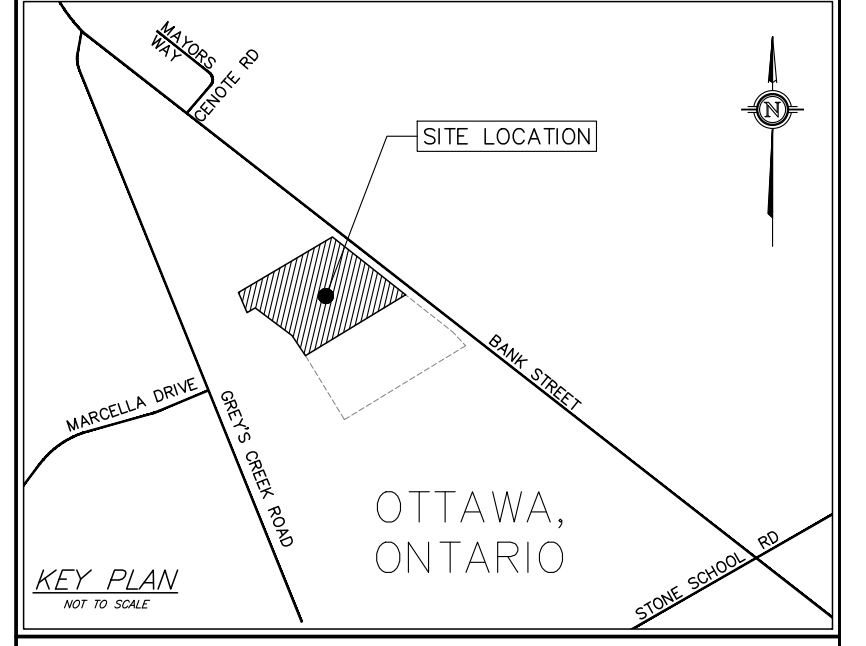 MAYORS
WAY
CENOTE RD
SITE LOCATION
N
BANK STREET
MARCELLA DRIVE
GREY'S CREEK ROAD
OTTAWA,
ONTARIO
STONE SCHOOL RD
KEY PLAN
NOT TO SCALE